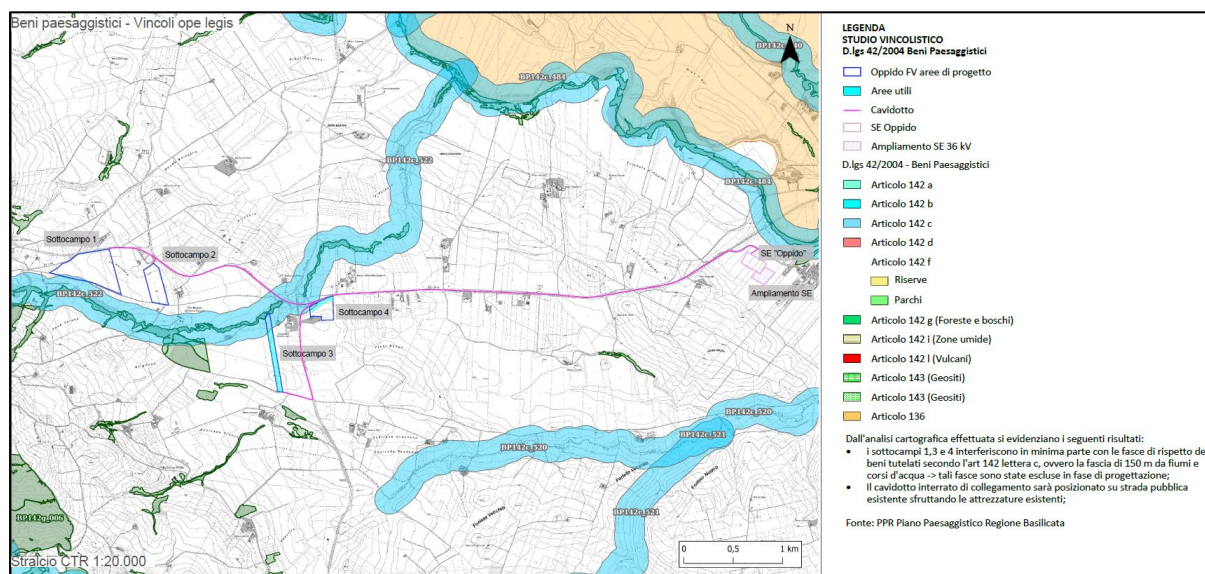 Beni paesaggistici - Vincoli ope legis
N
BP142c_484
BP142c_522
BP142c_484
Sottocampo 1
Sottocampo 2
SE "Oppido"
BP142c_522
Ampliamento SE
Sottocampo 4
Sottocampo 3
BP142c_520
BP142c_521
BP142c_520
BP142c_521
BP142g_006
Stralcio CTR 1:20.000
0 0,5 1 km
LEGENDA
STUDIO VINCOLISTICO
D.lgs 42/2004 Beni Paesaggistici
Oppido FV aree di progetto
Aree utili
Cavidotto
SE Oppido
Ampliamento SE 36 kV
D.lgs 42/2004 - Beni Paesaggistici
Articolo 142 a
Articolo 142 b
Articolo 142 c
Articolo 142 d
Articolo 142 f
Riserve
Parchi
Articolo 142 g (Foreste e boschi)
Articolo 142 i (Zone umide)
Articolo 142 l (Vulcani)
Articolo 143 (Geositi)
Articolo 143 (Geositi)
Articolo 136
Dall'analisi cartografica effettuata si evidenziano i seguenti risultati:
• i sottocampi 1,3 e 4 interferiscono in minima parte con le fasce di rispetto dei
beni tutelati secondo l'art 142 lettera c, ovvero la fascia di 150 m da fiumi e
corsi d'acqua -> tali fasce sono state escluse in fase di progettazione;
• Il cavidotto interrato di collegamento sarà posizionato su strada pubblica
esistente sfruttando le attrezzature esistenti;
Fonte: PPR Piano Paesaggistico Regione Basilicata